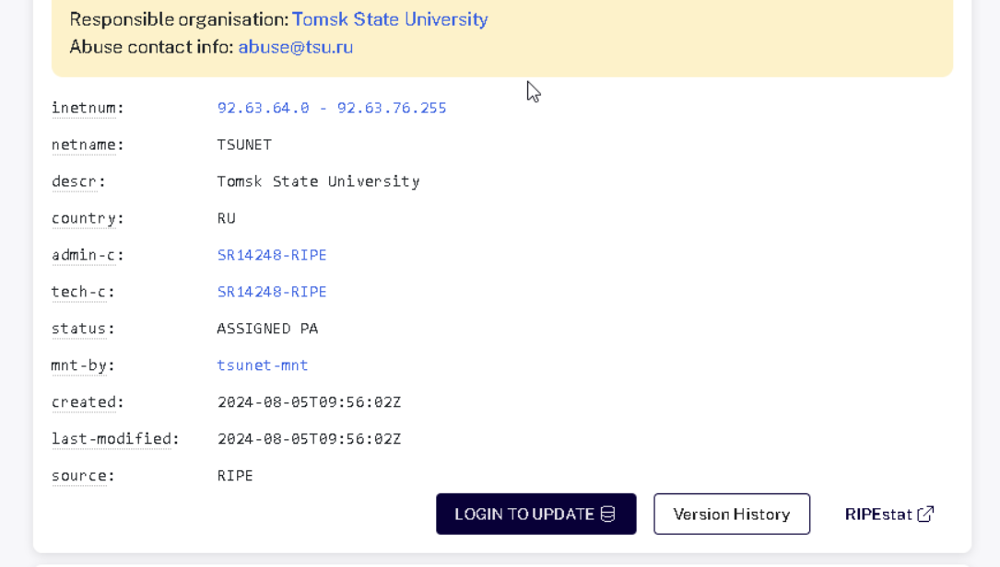 Responsible organisation: Tomsk State University
Abuse contact info: abuse@tsu.ru
inetnum: 92.63.64.0 - 92.63.76.255
netname: TSUNET
descr: Tomsk State University
country: RU
admin-c: SR14248-RIPE
tech-c: SR14248-RIPE
status: ASSIGNED PA
mnt-by: tsunet-mnt
created: 2024-08-05T09:56:02Z
last-modified: 2024-08-05T09:56:02Z
source: RIPE
LOGIN TO UPDATE Version History RIPEstat